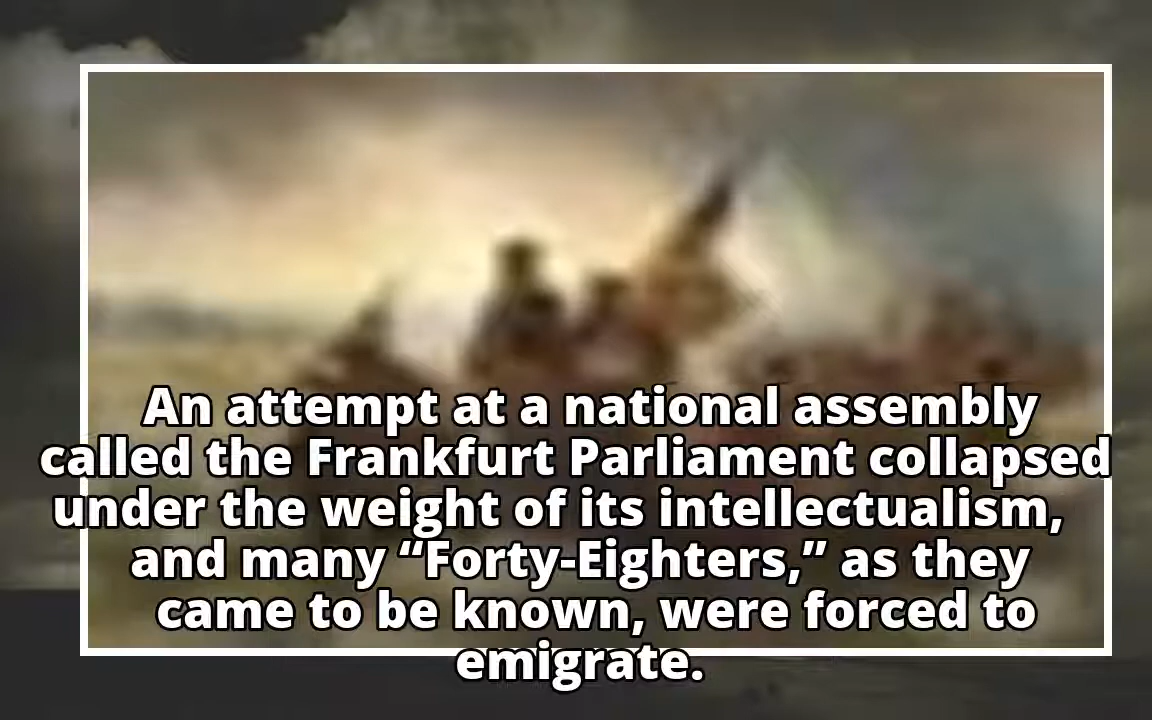 An attempt at a national assembly
called the Frankfurt Parliament collapsed
under the weight of its intellectualism,
and many “Forty-Eighters,” as they
came to be known, were forced to
emigrate.